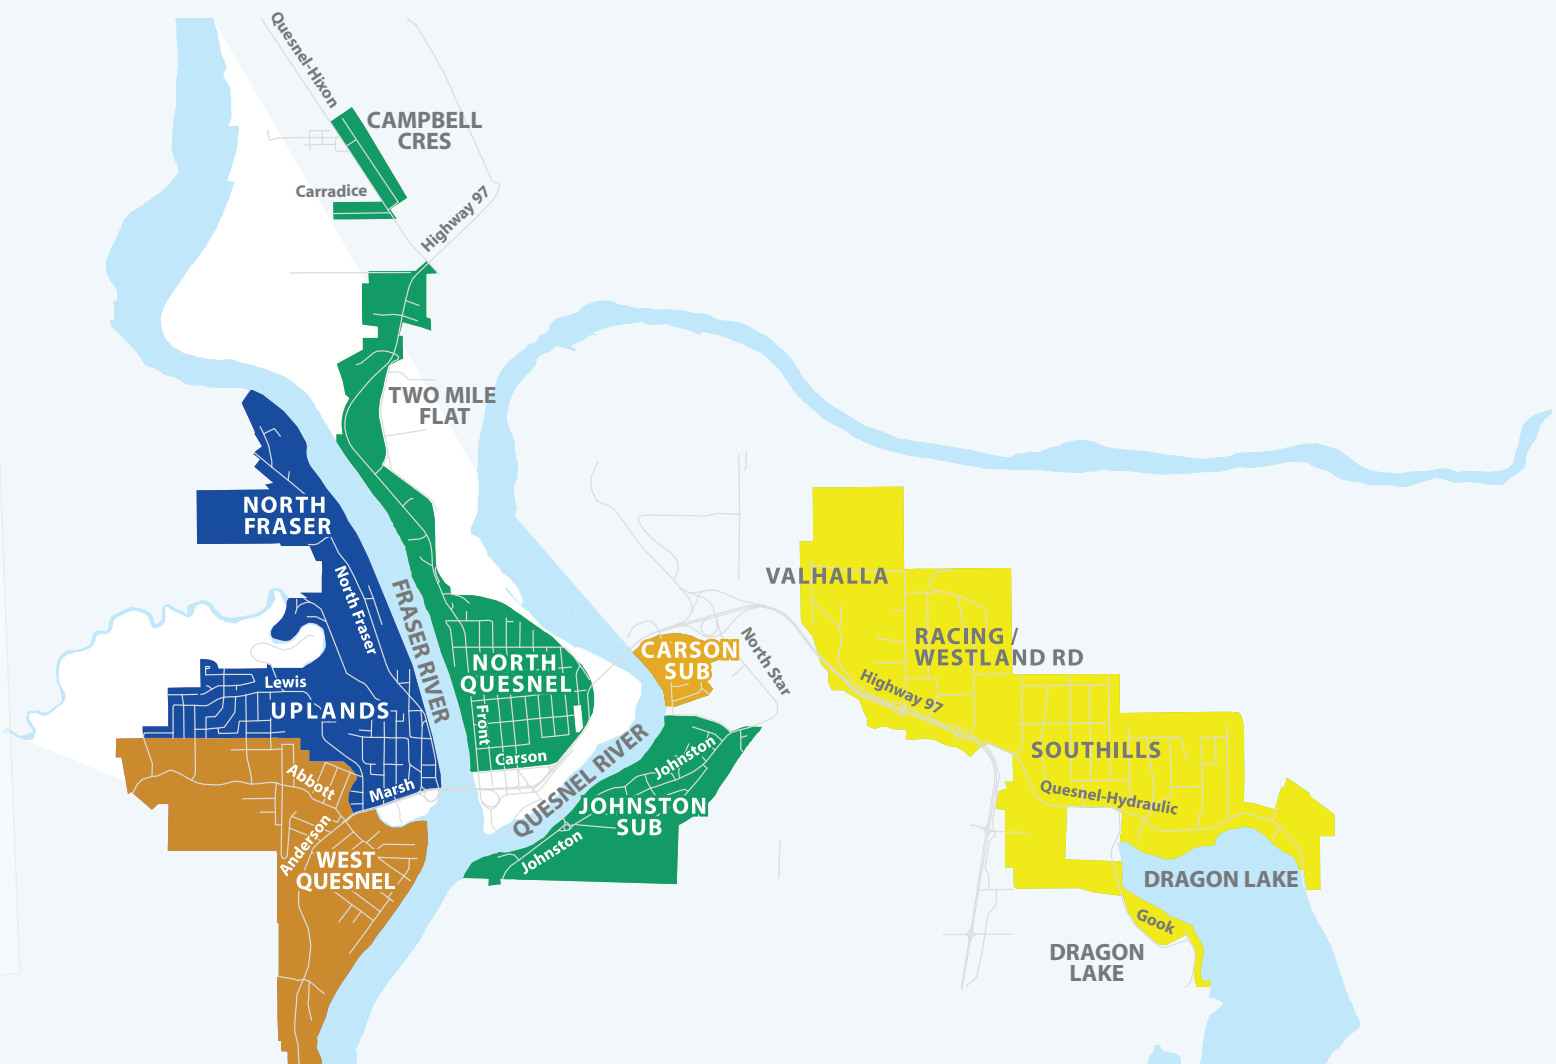 Quesnel-Hixon
CAMPBELL
CRES
Carradice
Highway 97
TWO MILE
FLAT
NORTH
FRASER
North Fraser
FRASER RIVER
VALHALLA
RACING /
WESTLAND RD
CARSON
SUB
North Star
NORTH
QUESNEL
Lewis
UPLANDS
Front
Highway 97
Carson
QUESNEL RIVER
Johnston
SOUTHILLS
Abbott
Marsh
JOHNSTON
SUB
Quesnel-Hydraulic
Anderson
Johnston
WEST
QUESNEL
DRAGON LAKE
Gook
DRAGON
LAKE